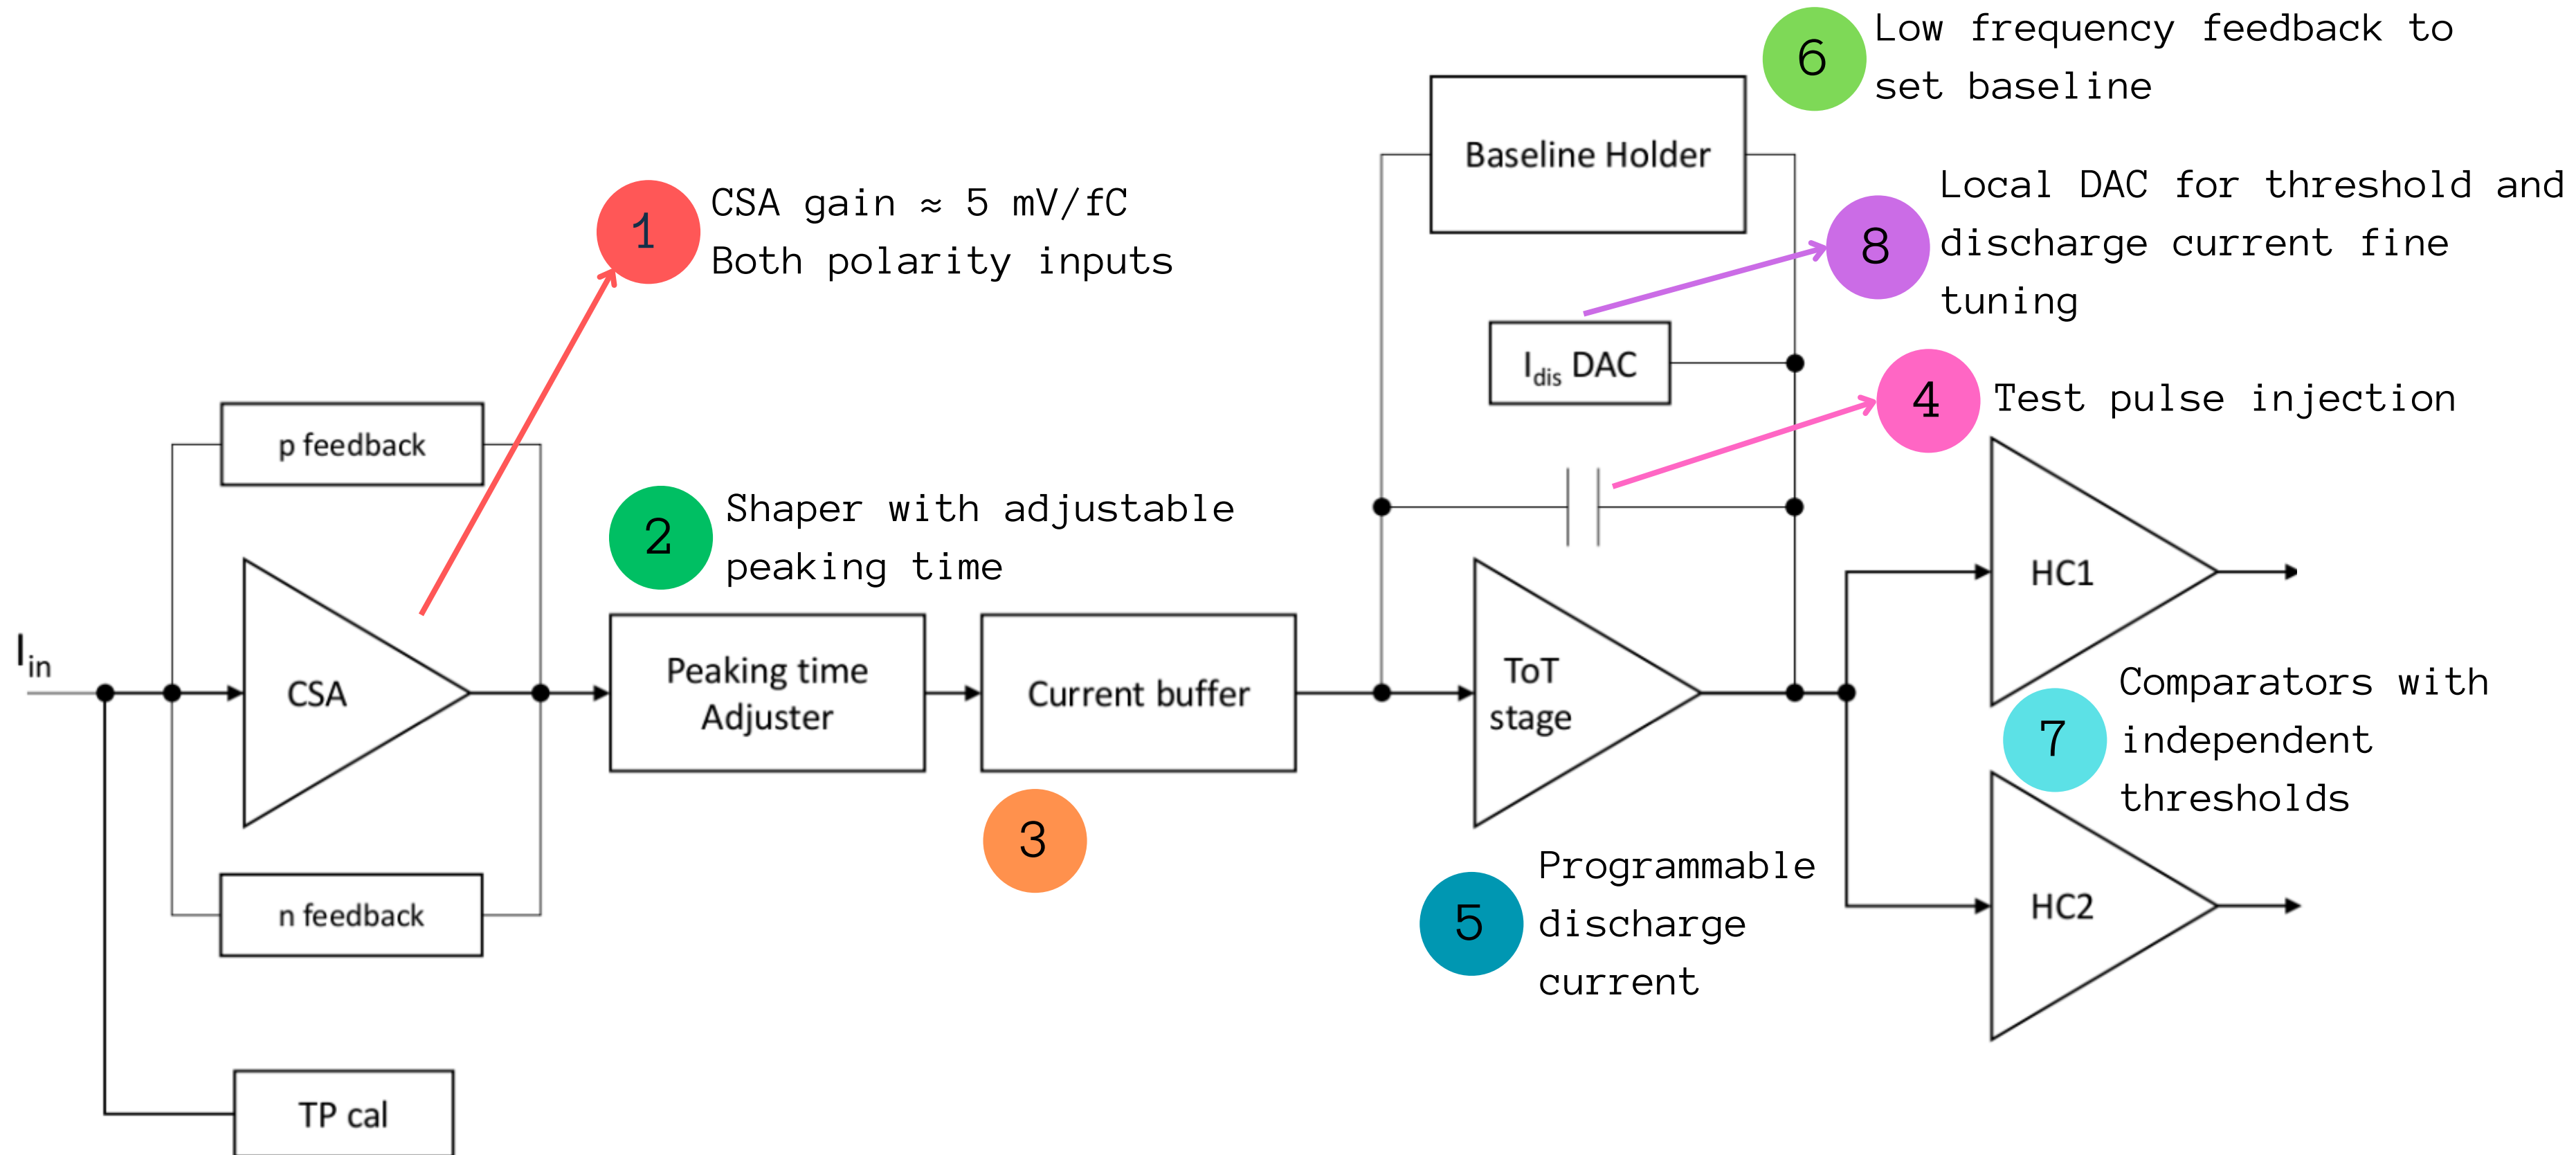 6
Low frequency feedback to
set baseline
Baseline Holder
1
CSA gain ≈ 5 mV/fC
Both polarity inputs
8
Local DAC for threshold and
discharge current fine
tuning
Idis DAC
4
Test pulse injection
p feedback
2
Shaper with adjustable
peaking time
HC1
Iin
CSA
Peaking time
Adjuster
Current buffer
ToT
stage
7
Comparators with
independent
thresholds
3
5
Programmable
discharge
current
n feedback
HC2
TP cal